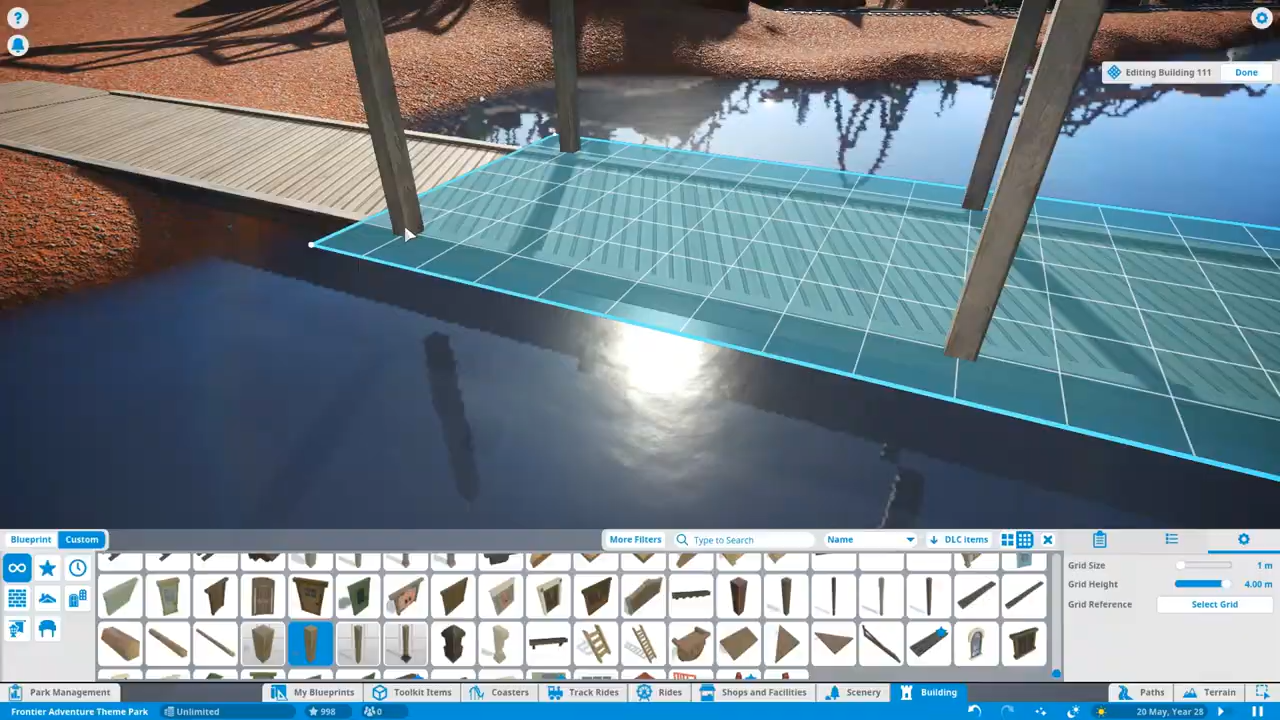 ?
Editing Building 111 Done
Blueprint Custom More Filters Type to Search Name DLC items
Grid Size 1 m
Grid Height 4.00 m
Grid Reference Select Grid
Park Management My Blueprints Toolkit Items Coasters Track Rides Rides Shops and Facilities Scenery Building Paths Terrain
Frontier Adventure Theme Park Unlimited 998 0 20 May, Year 28